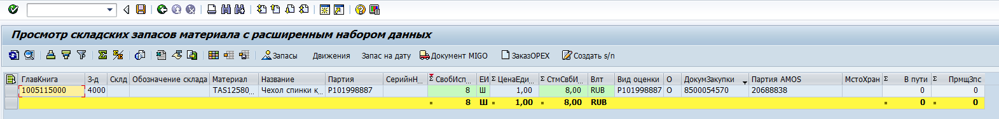 Просмотр складских запасов материала с расширенным набором данных
Запасы Движения Запас на дату Документ MIGO ЗаказOPEX Создать s/n
ГлавКнига З-д Склд Обозначение склада Материал Название Партия СерийнН... Σ СвобИсп... ЕИ Σ ЦенаЕди... Σ СтмСвбИ... Влт Вид оценки О ДокумЗакупки Партия AMOS МстоХран Σ В пути Σ ПрмщЗпс
1005115000 4000 TAS12580... Чехол спинки к... P101998887 8 Ш 1,00 8,00 RUB P101998887 О 8500054570 20688838 0 0
8 Ш 1,00 8,00 RUB 0 0